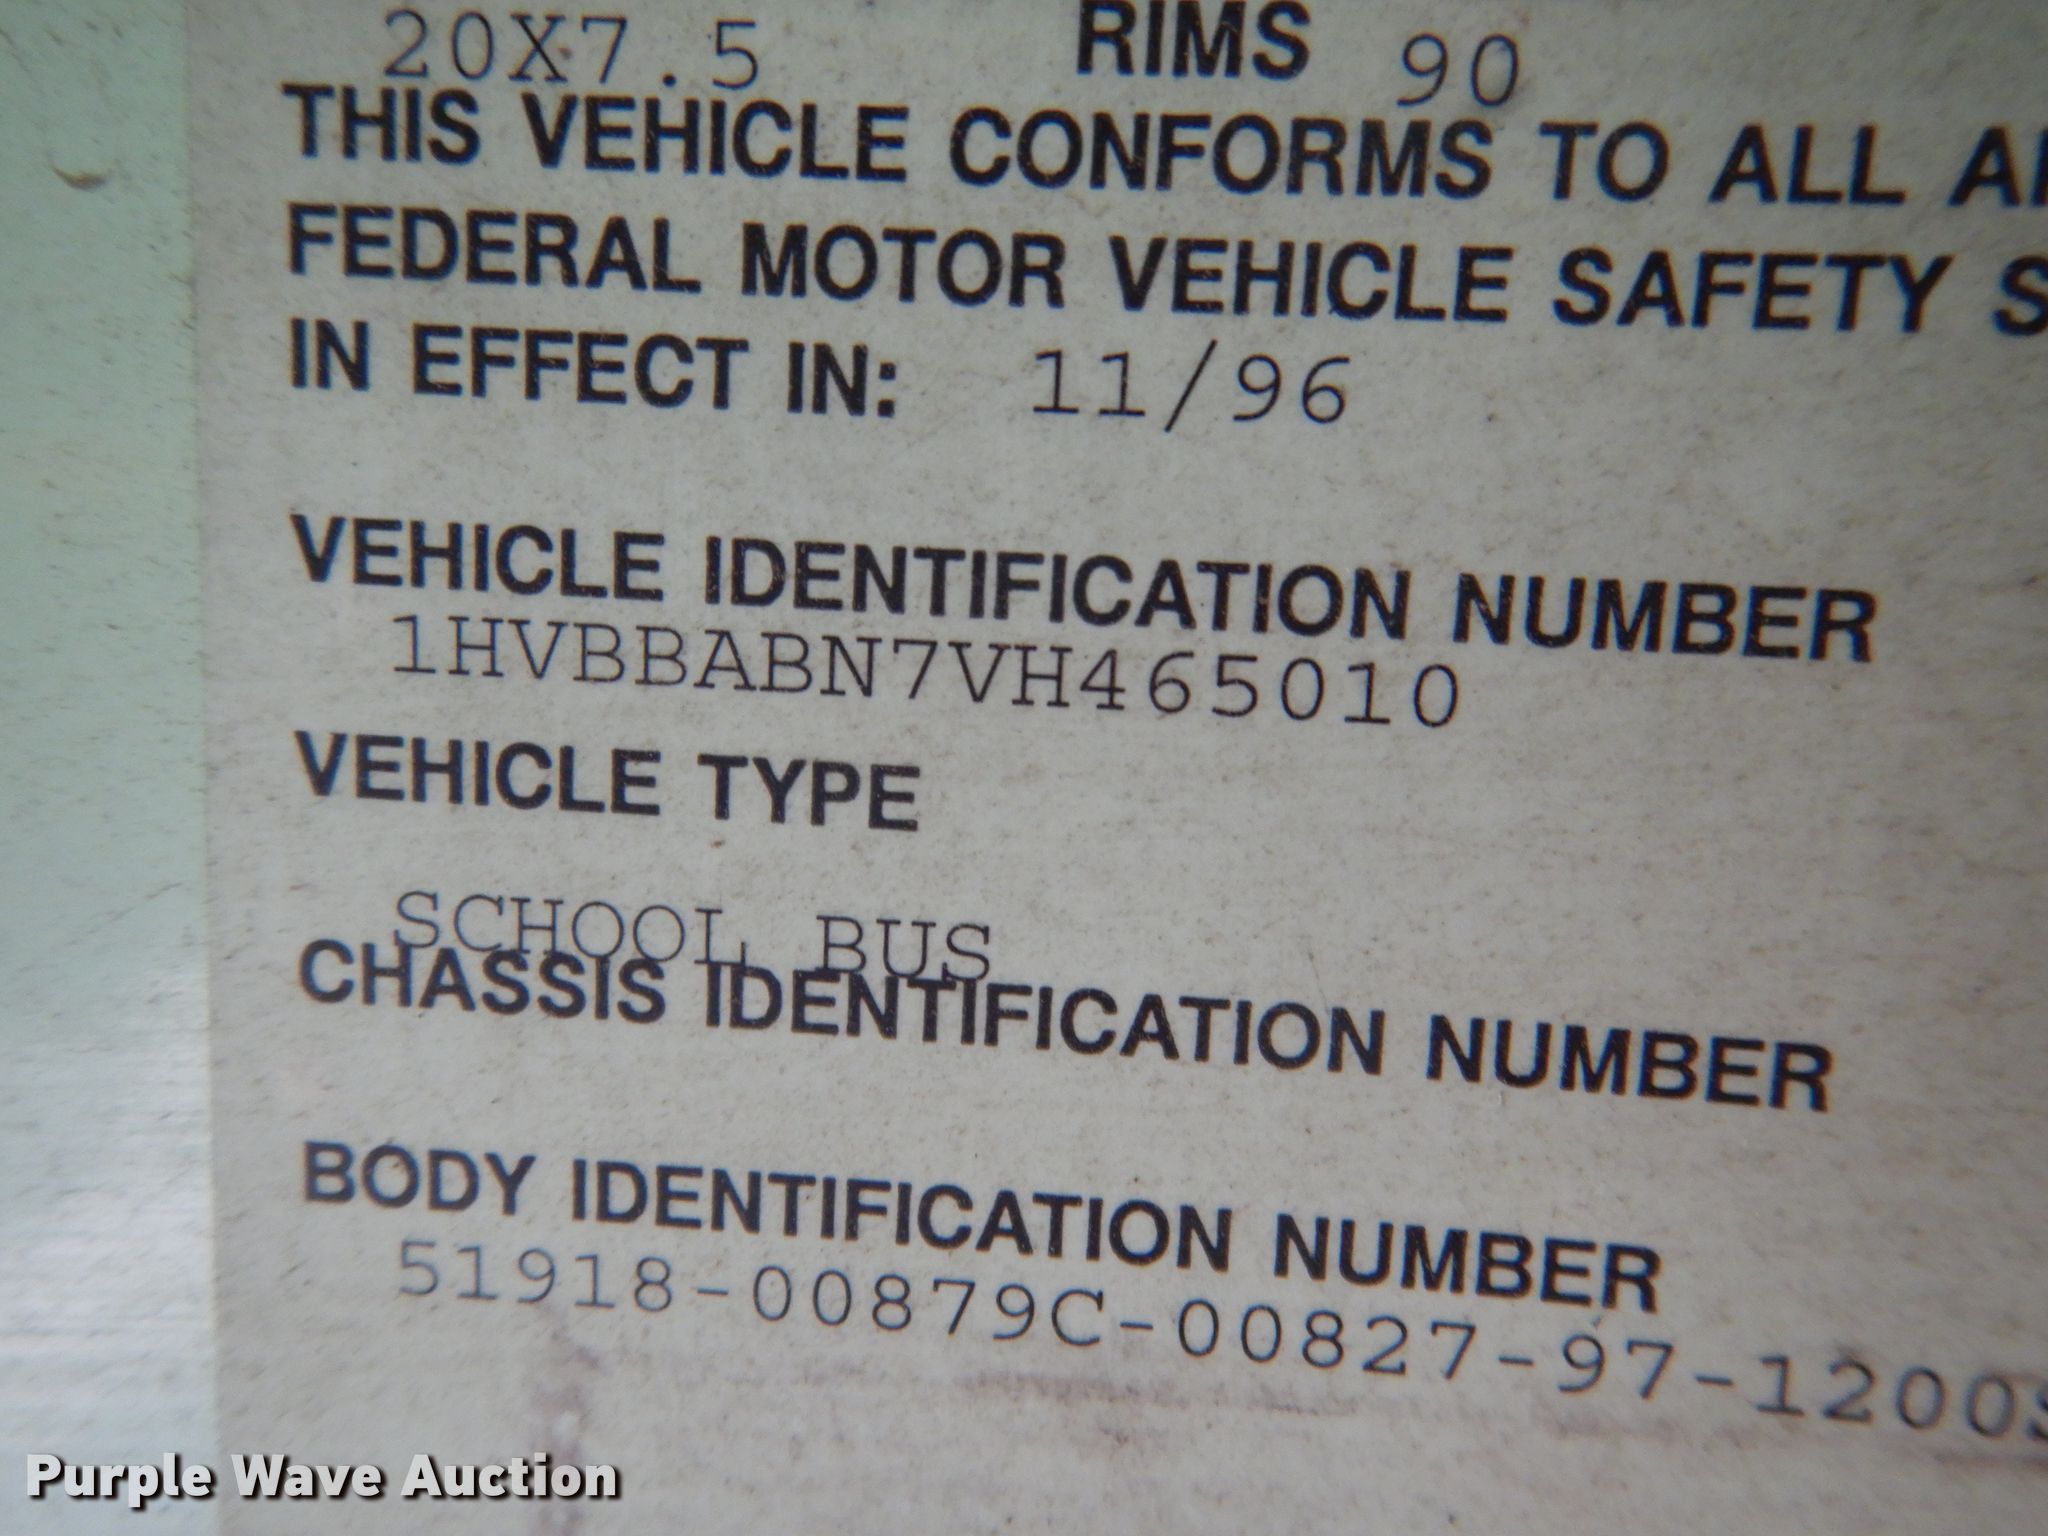 20X7.5 RIMS 90
THIS VEHICLE CONFORMS TO ALL
FEDERAL MOTOR VEHICLE SAFETY
IN EFFECT IN: 11/96
VEHICLE IDENTIFICATION NUMBER
1HVBBABN7VH465010
VEHICLE TYPE
SCHOOL BUS
CHASSIS IDENTIFICATION NUMBER
BODY IDENTIFICATION NUMBER
51918-00879C-00827-97-1200S
Purple Wave Auction